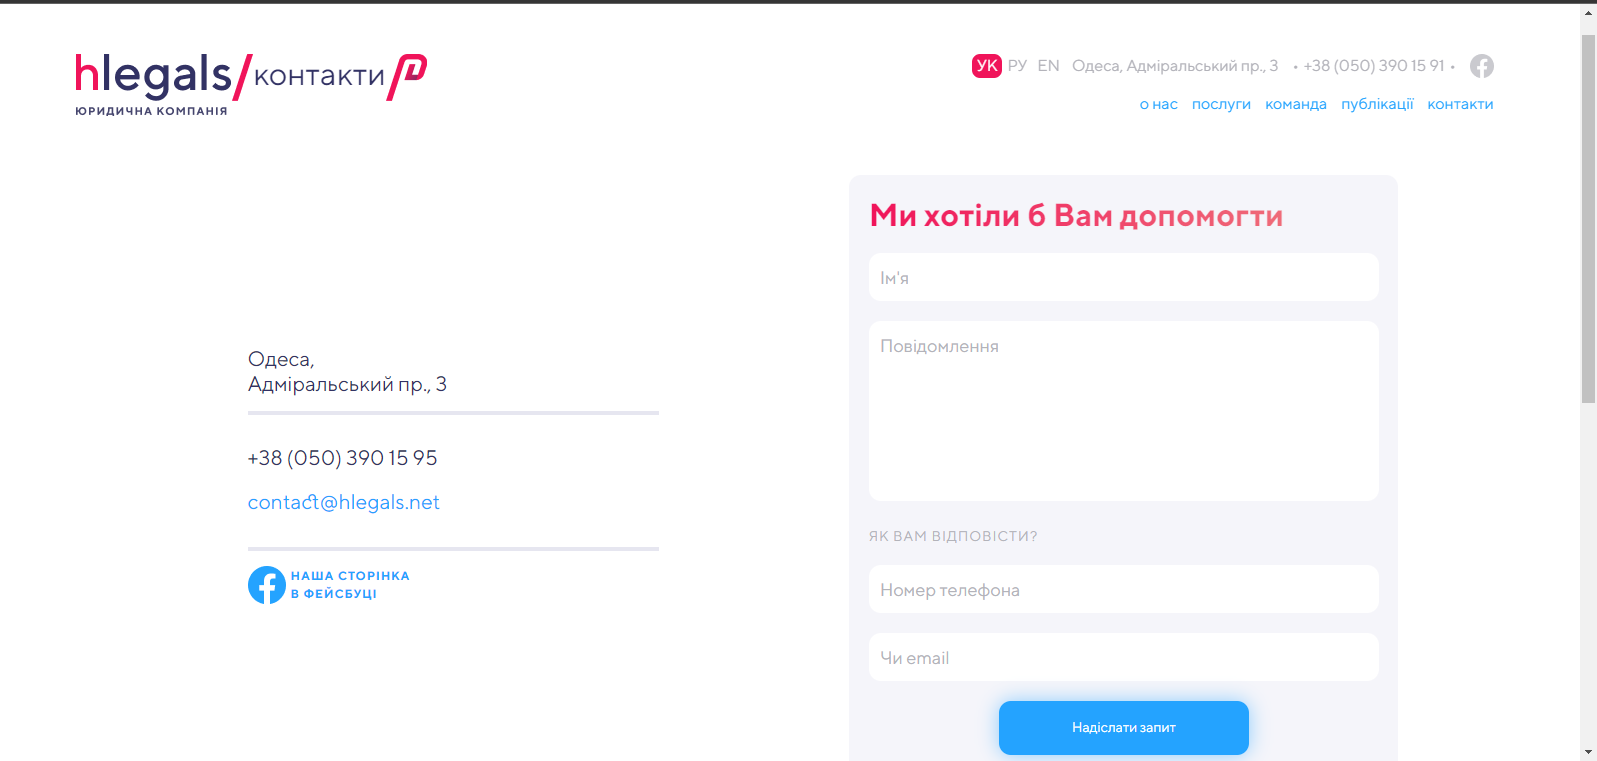 hlegals/контакти
ЮРИДИЧНА КОМПАНІЯ
УК РУ EN Одеса, Адміральський пр., 3 • +38 (050) 390 15 91 •
о нас послуги команда публікації контакти
Ми хотіли б Вам допомогти
Ім'я
Повідомлення
ЯК ВАМ ВІДПОВІСТИ?
Номер телефона
Чи email
Надіслати запит
Одеса,
Адміральський пр., 3
+38 (050) 390 15 95
contact@hlegals.net
НАША СТОРІНКА
В ФЕЙСБУЦІ